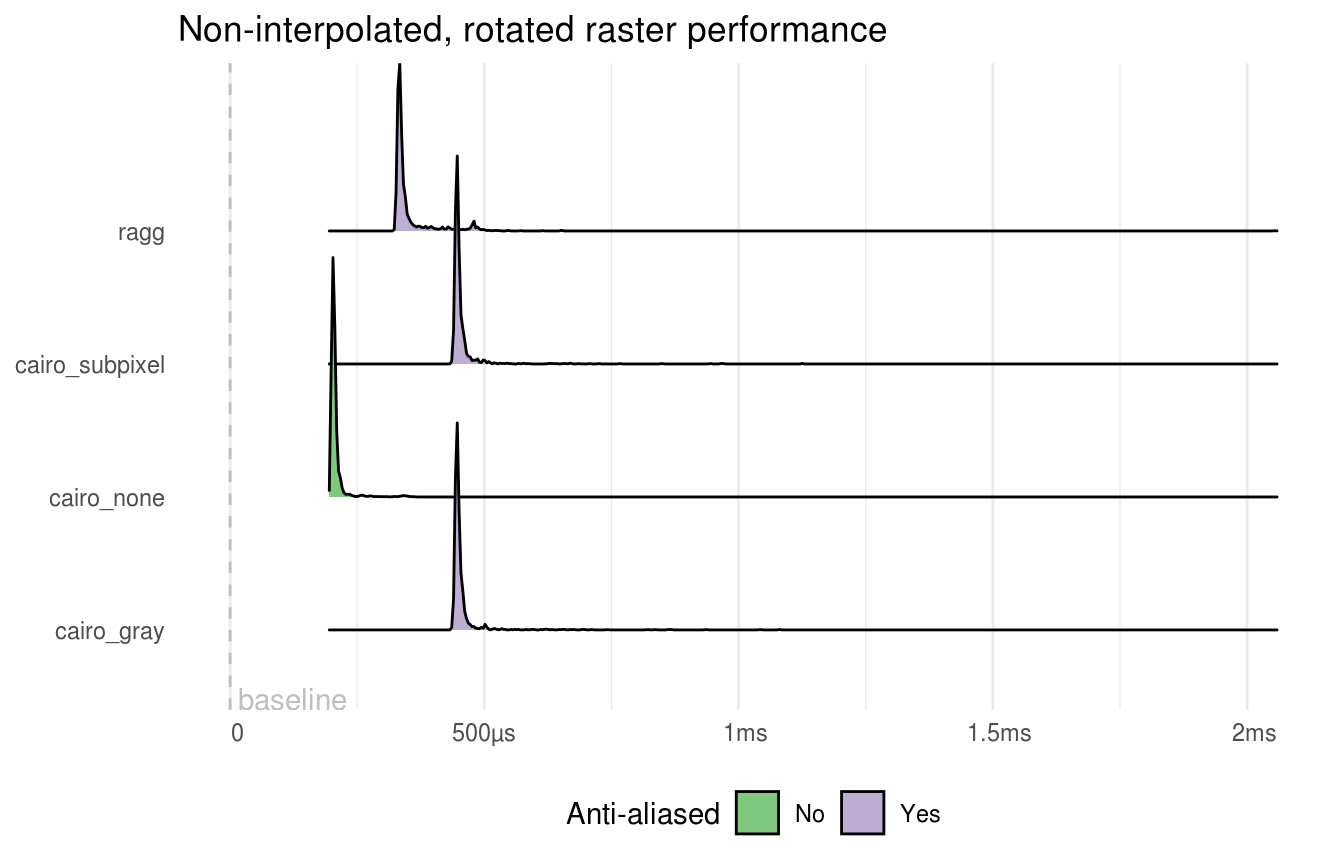 Non-interpolated, rotated raster performance
ragg
cairo_subpixel
cairo_none
cairo_gray
baseline
0 500µs 1ms 1.5ms 2ms
Anti-aliased No Yes